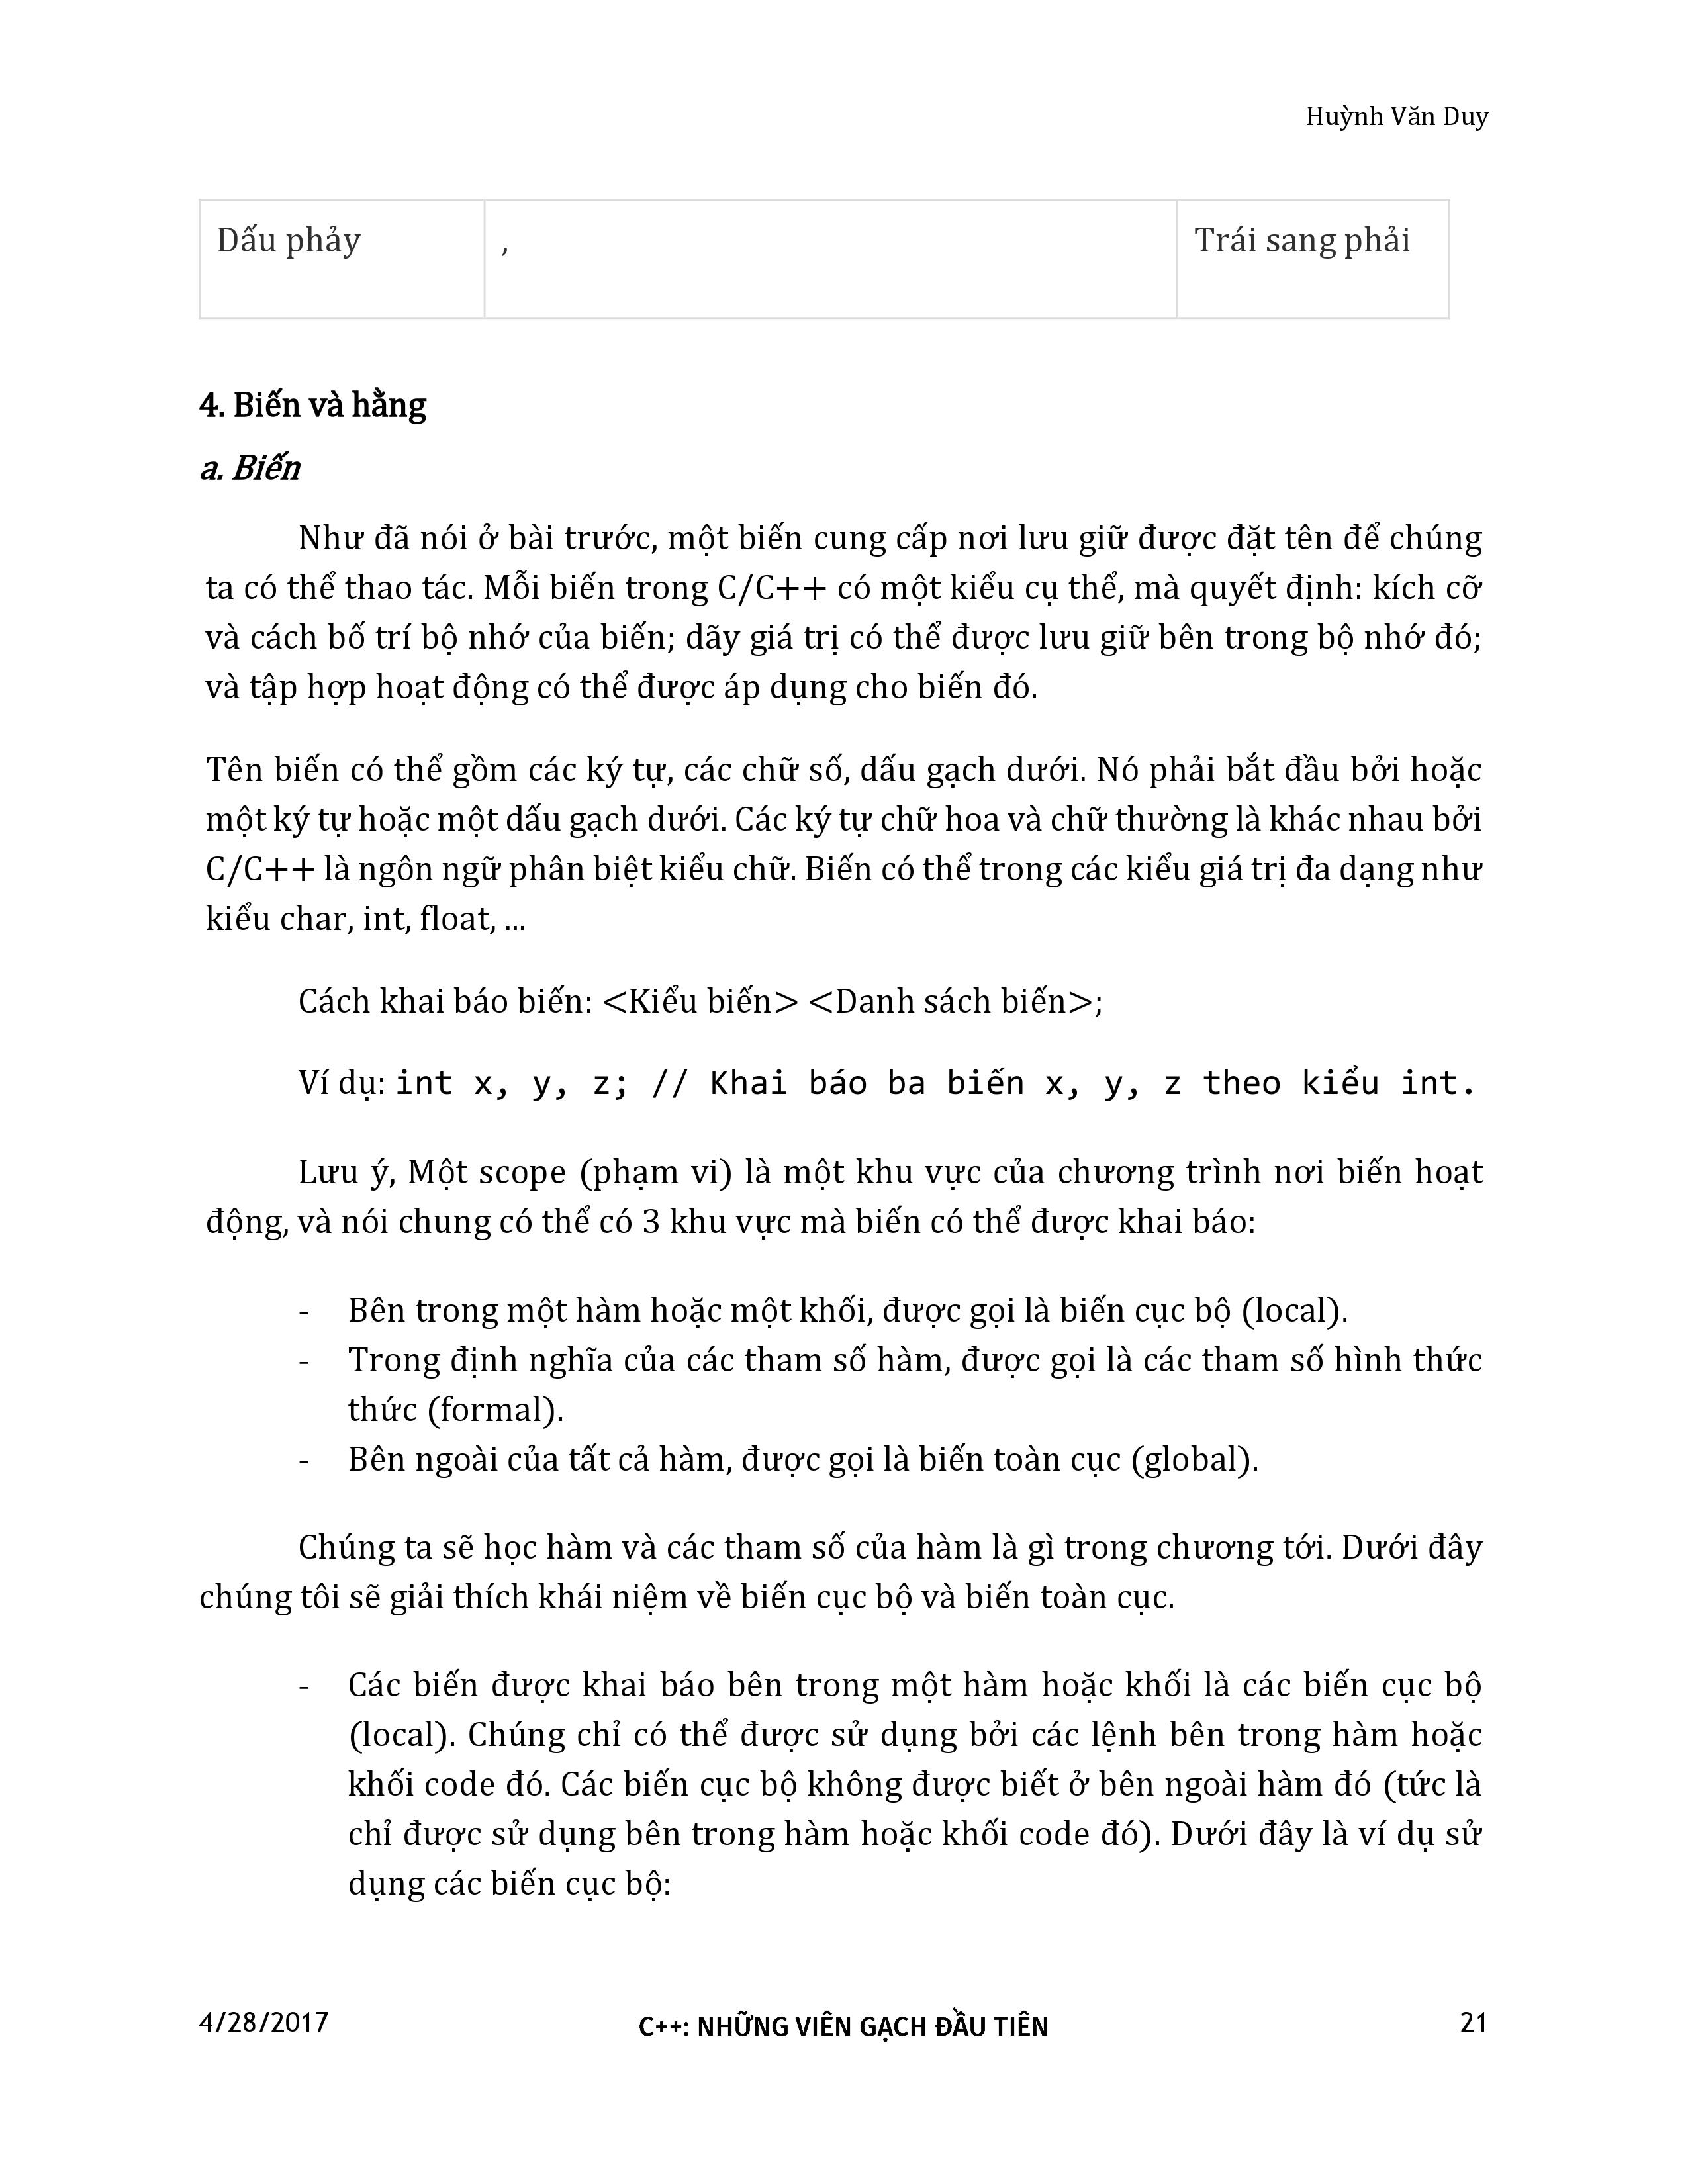 Huỳnh Văn Duy
Dấu phảy , Trái sang phải
4. Biến và hằng
a. Biến
Như đã nói ở bài trước, một biến cung cấp nơi lưu giữ được đặt tên để chúng
ta có thể thao tác. Mỗi biến trong C/C++ có một kiểu cụ thể, mà quyết định: kích cỡ
và cách bố trí bộ nhớ của biến; dãy giá trị có thể được lưu giữ bên trong bộ nhớ đó;
và tập hợp hoạt động có thể được áp dụng cho biến đó.
Tên biến có thể gồm các ký tự, các chữ số, dấu gạch dưới. Nó phải bắt đầu bởi hoặc
một ký tự hoặc một dấu gạch dưới. Các ký tự chữ hoa và chữ thường là khác nhau bởi
C/C++ là ngôn ngữ phân biệt kiểu chữ. Biến có thể trong các kiểu giá trị đa dạng như
kiểu char, int, float, ...
Cách khai báo biến: <Kiểu biến> <Danh sách biến>;
Ví dụ: int x, y, z; // Khai báo ba biến x, y, z theo kiểu int.
Lưu ý, Một scope (phạm vi) là một khu vực của chương trình nơi biến hoạt
động, và nói chung có thể có 3 khu vực mà biến có thể được khai báo:
- Bên trong một hàm hoặc một khối, được gọi là biến cục bộ (local).
- Trong định nghĩa của các tham số hàm, được gọi là các tham số hình thức
thức (formal).
- Bên ngoài của tất cả hàm, được gọi là biến toàn cục (global).
Chúng ta sẽ học hàm và các tham số của hàm là gì trong chương tới. Dưới đây
chúng tôi sẽ giải thích khái niệm về biến cục bộ và biến toàn cục.
- Các biến được khai báo bên trong một hàm hoặc khối là các biến cục bộ
(local). Chúng chỉ có thể được sử dụng bởi các lệnh bên trong hàm hoặc
khối code đó. Các biến cục bộ không được biết ở bên ngoài hàm đó (tức là
chỉ được sử dụng bên trong hàm hoặc khối code đó). Dưới đây là ví dụ sử
dụng các biến cục bộ:
4/28/2017 C++: NHỮNG VIÊN GẠCH ĐẦU TIÊN 21